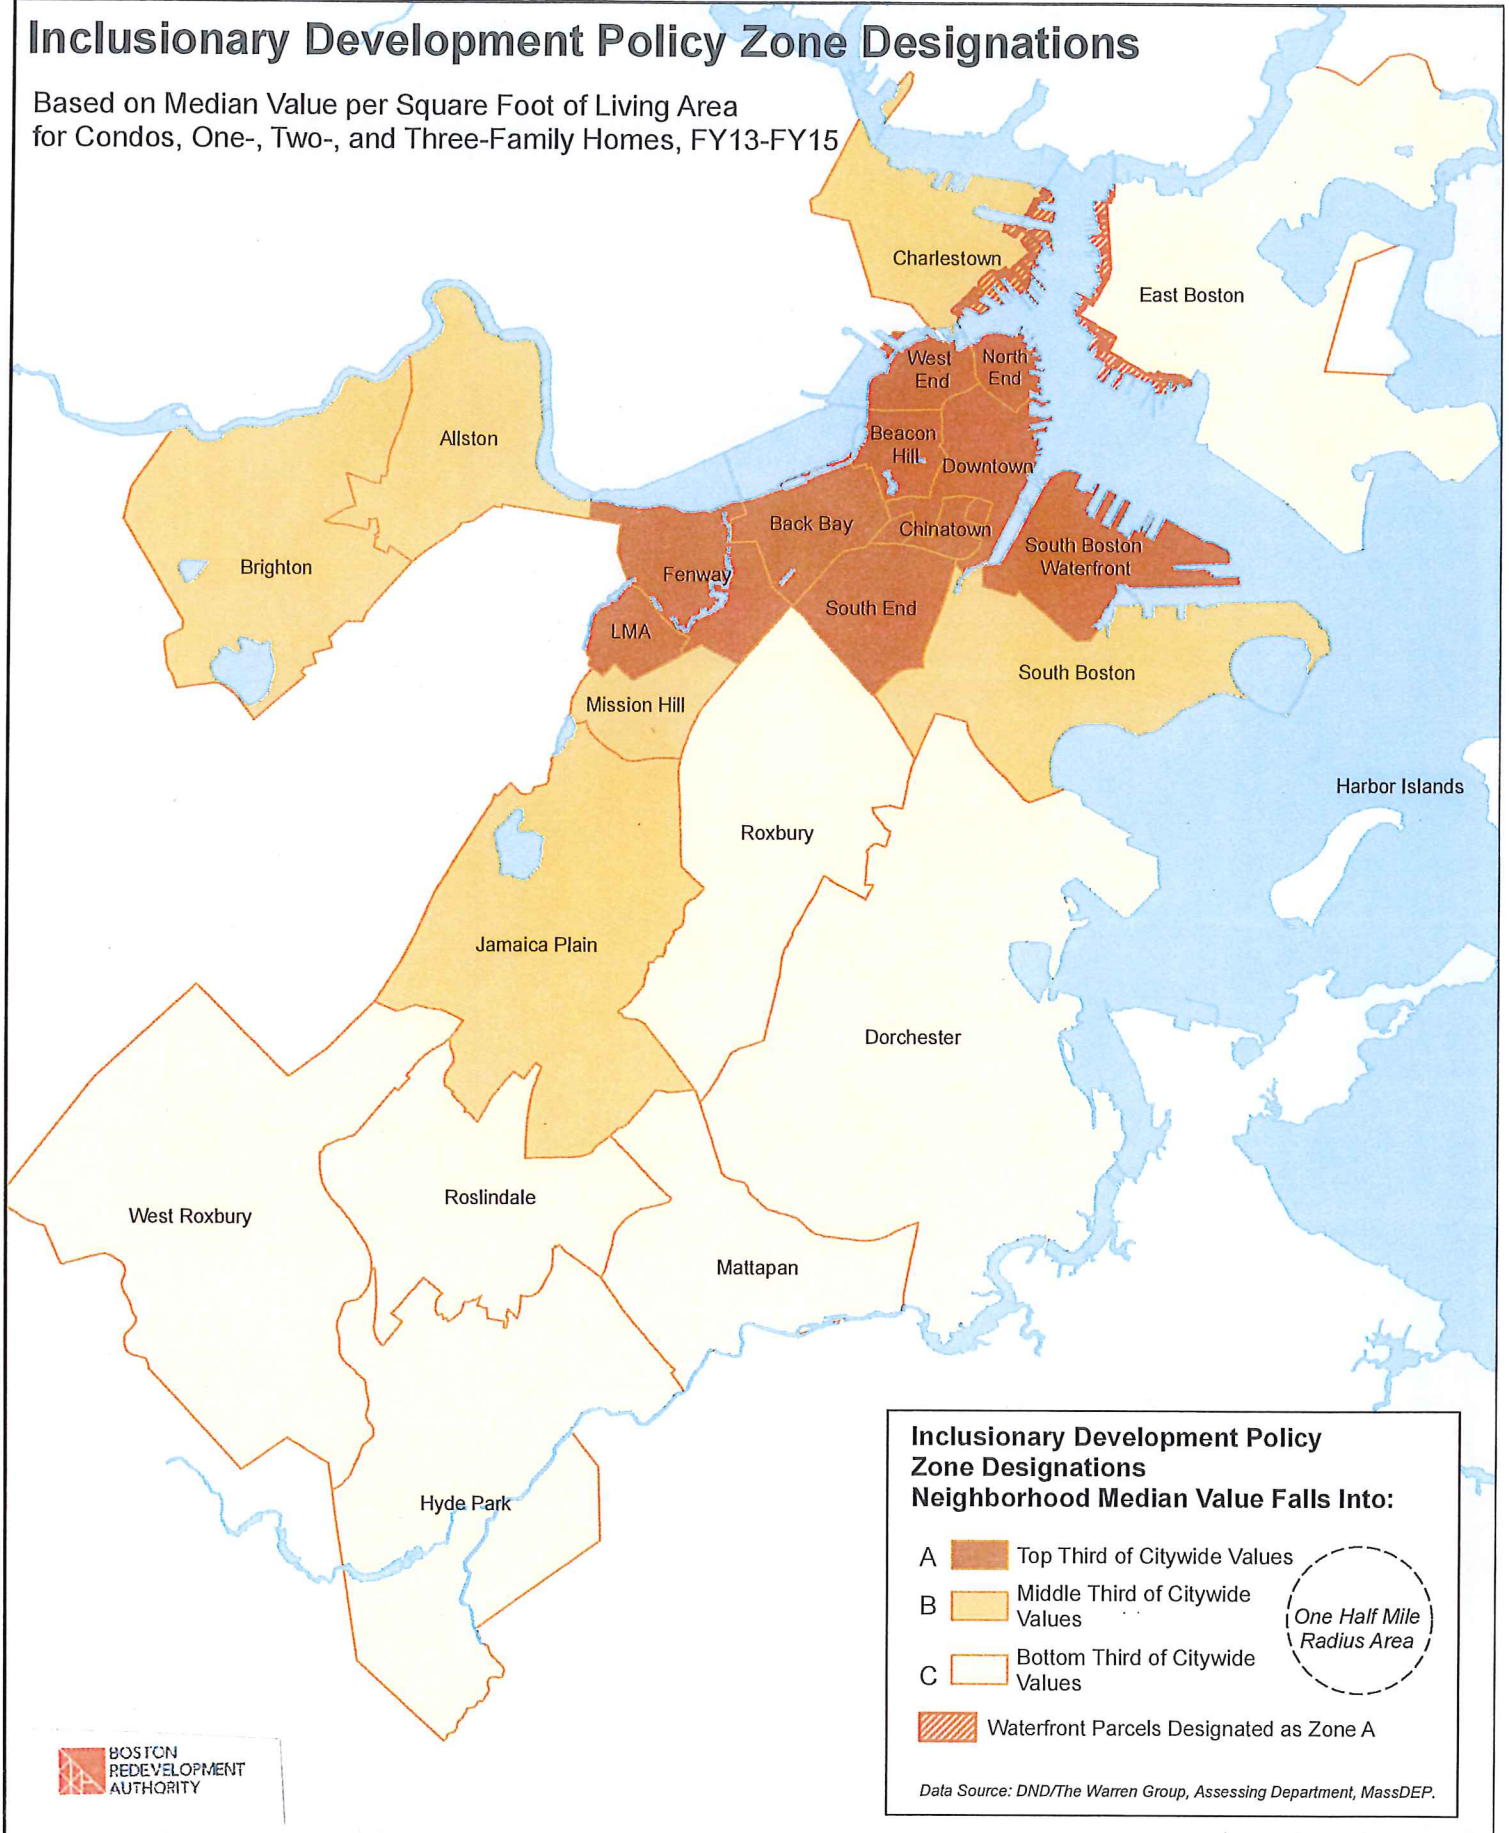 Inclusionary Development Policy Zone Designations
Based on Median Value per Square Foot of Living Area
for Condos, One-, Two-, and Three-Family Homes, FY13-FY15
Charlestown
East Boston
West
End
North
End
Allston
Beacon
Hill
Downtown
Back Bay
Chinatown
South Boston
Waterfront
Brighton
Fenway
South End
LMA
South Boston
Mission Hill
Harbor Islands
Roxbury
Jamaica Plain
Dorchester
Roslindale
West Roxbury
Mattapan
Hyde Park
Inclusionary Development Policy
Zone Designations
Neighborhood Median Value Falls Into:
A Top Third of Citywide Values
B Middle Third of Citywide
Values
C Bottom Third of Citywide
Values
One Half Mile
Radius Area
Waterfront Parcels Designated as Zone A
Data Source: DND/The Warren Group, Assessing Department, MassDEP.
BOSTON
REDEVELOPMENT
AUTHORITY